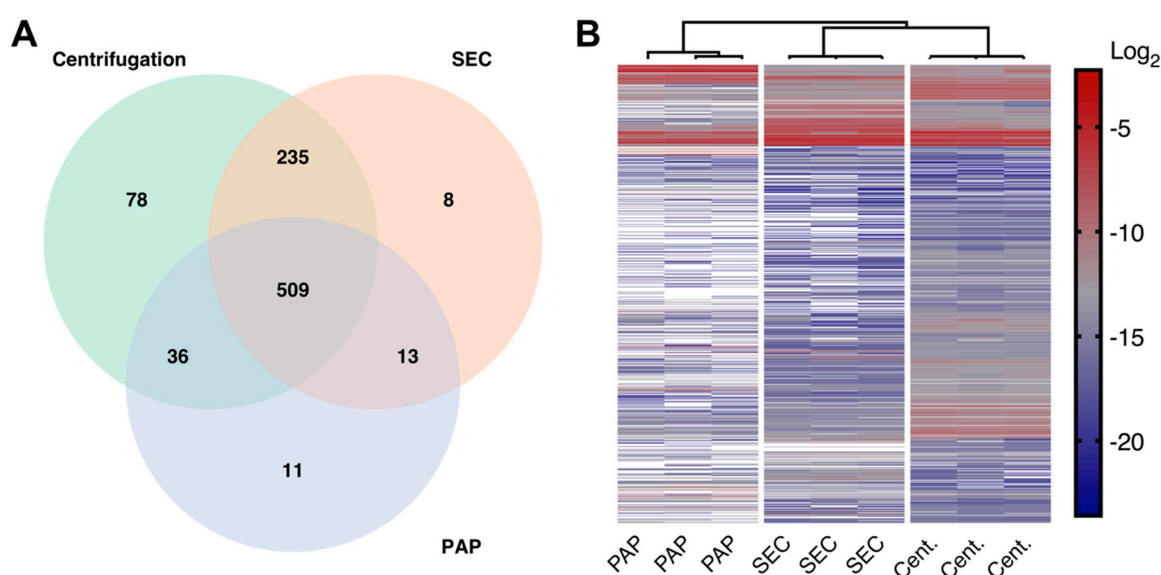 A
Centrifugation
SEC
235
78
8
509
36
13
11
PAP
B
Log2
-5
-10
-15
-20
PAP
PAP
PAP
SEC
SEC
SEC
Cent.
Cent.
Cent.